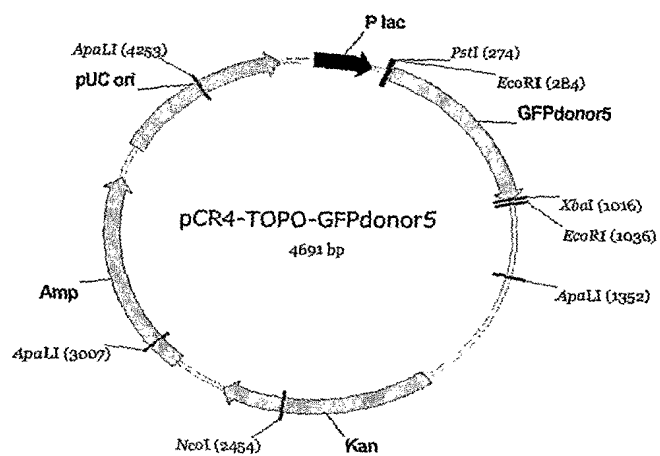 P lac
ApaLI (4253)
PstI (274)
pUC ori
EcoRI (284)
GFPdonor5
pCR4-TOPO-GFPdonor5
4691 bp
XbaI (1016)
EcoRI (1036)
Amp
ApaLI (1352)
ApaLI (3007)
NcoI (2454)
Kan